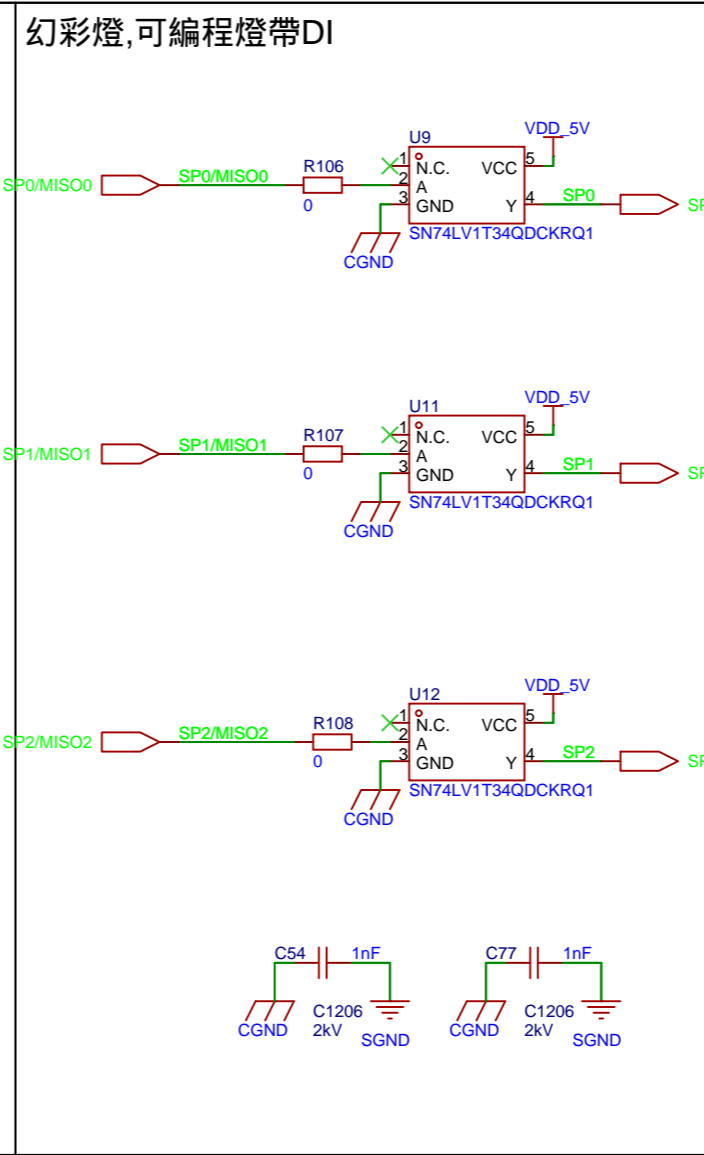 幻彩燈,可編程燈帶DI
VDD_5V
U9
SP0/MISO0
SP0/MISO0
R106
0
1
N.C.
VCC
5
2
A
3
GND
Y
4
SP0
CGND
SN74LV1T34QDCKRQ1
VDD_5V
U11
SP1/MISO1
SP1/MISO1
R107
0
1
N.C.
VCC
5
2
A
3
GND
Y
4
SP1
CGND
SN74LV1T34QDCKRQ1
VDD_5V
U12
SP2/MISO2
SP2/MISO2
R108
0
1
N.C.
VCC
5
2
A
3
GND
Y
4
SP2
CGND
SN74LV1T34QDCKRQ1
C54
1nF
CGND
C1206
2kV
SGND
C77
1nF
CGND
C1206
2kV
SGND